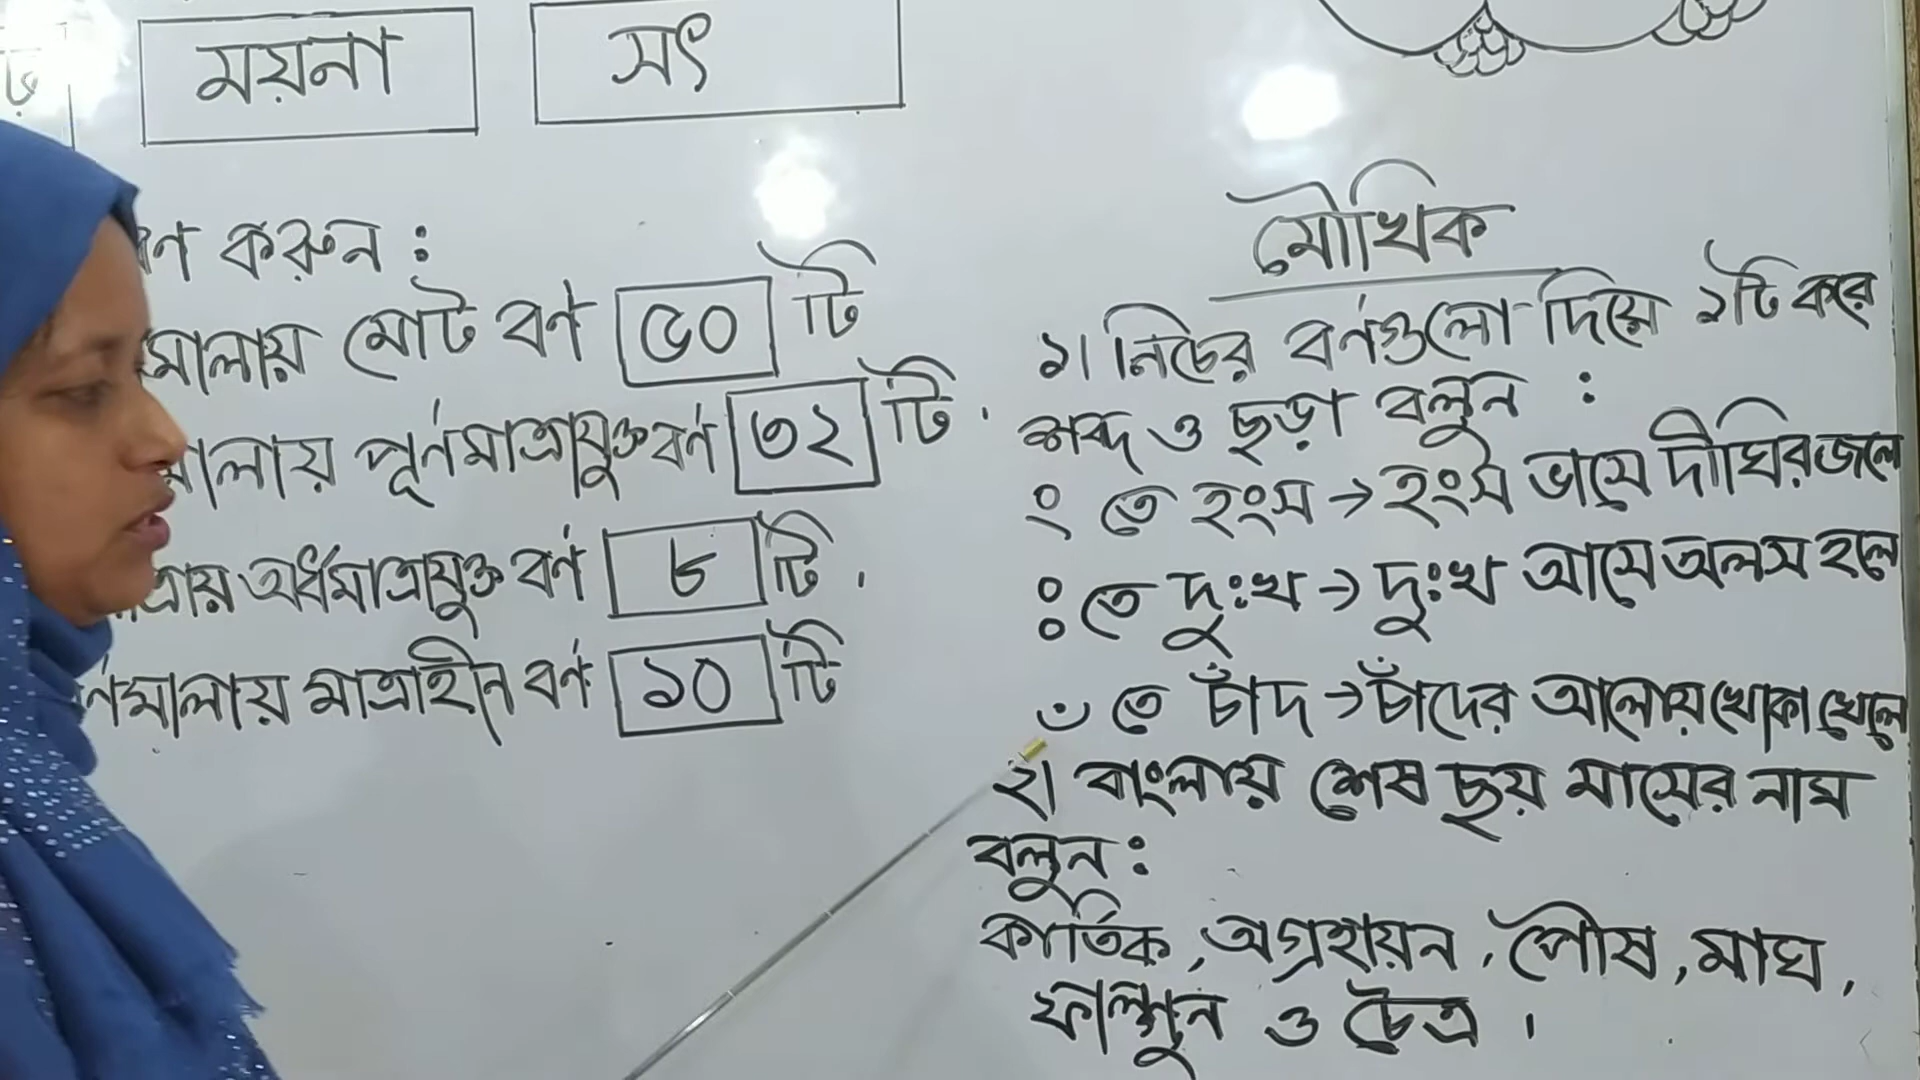 ময়না
সৎ
করুন :
মোট বর্ণ ৫০ টি
পূর্ণমাত্রাযুক্ত বর্ণ ৩২ টি.
অর্ধমাত্রাযুক্ত বর্ণ ৮ টি.
মাত্রাহীন বর্ণ ১০ টি
মৌখিক
১। নিচের বর্ণগুলো দিয়ে ১টি করে
শব্দ ও ছড়া বলুন :
ং তে হংস → হংস ভাসে দীঘির জলে
ঃ তে দুঃখ → দুঃখ আসে অলস হলে
ঁ তে চাঁদ → চাঁদের আলোয় খোকা খেলে
২। বাংলায় শেষ ছয় মাসের নাম
বলুন :
কার্তিক, অগ্রহায়ন, পৌষ, মাঘ,
ফাল্গুন ও চৈত্র ।